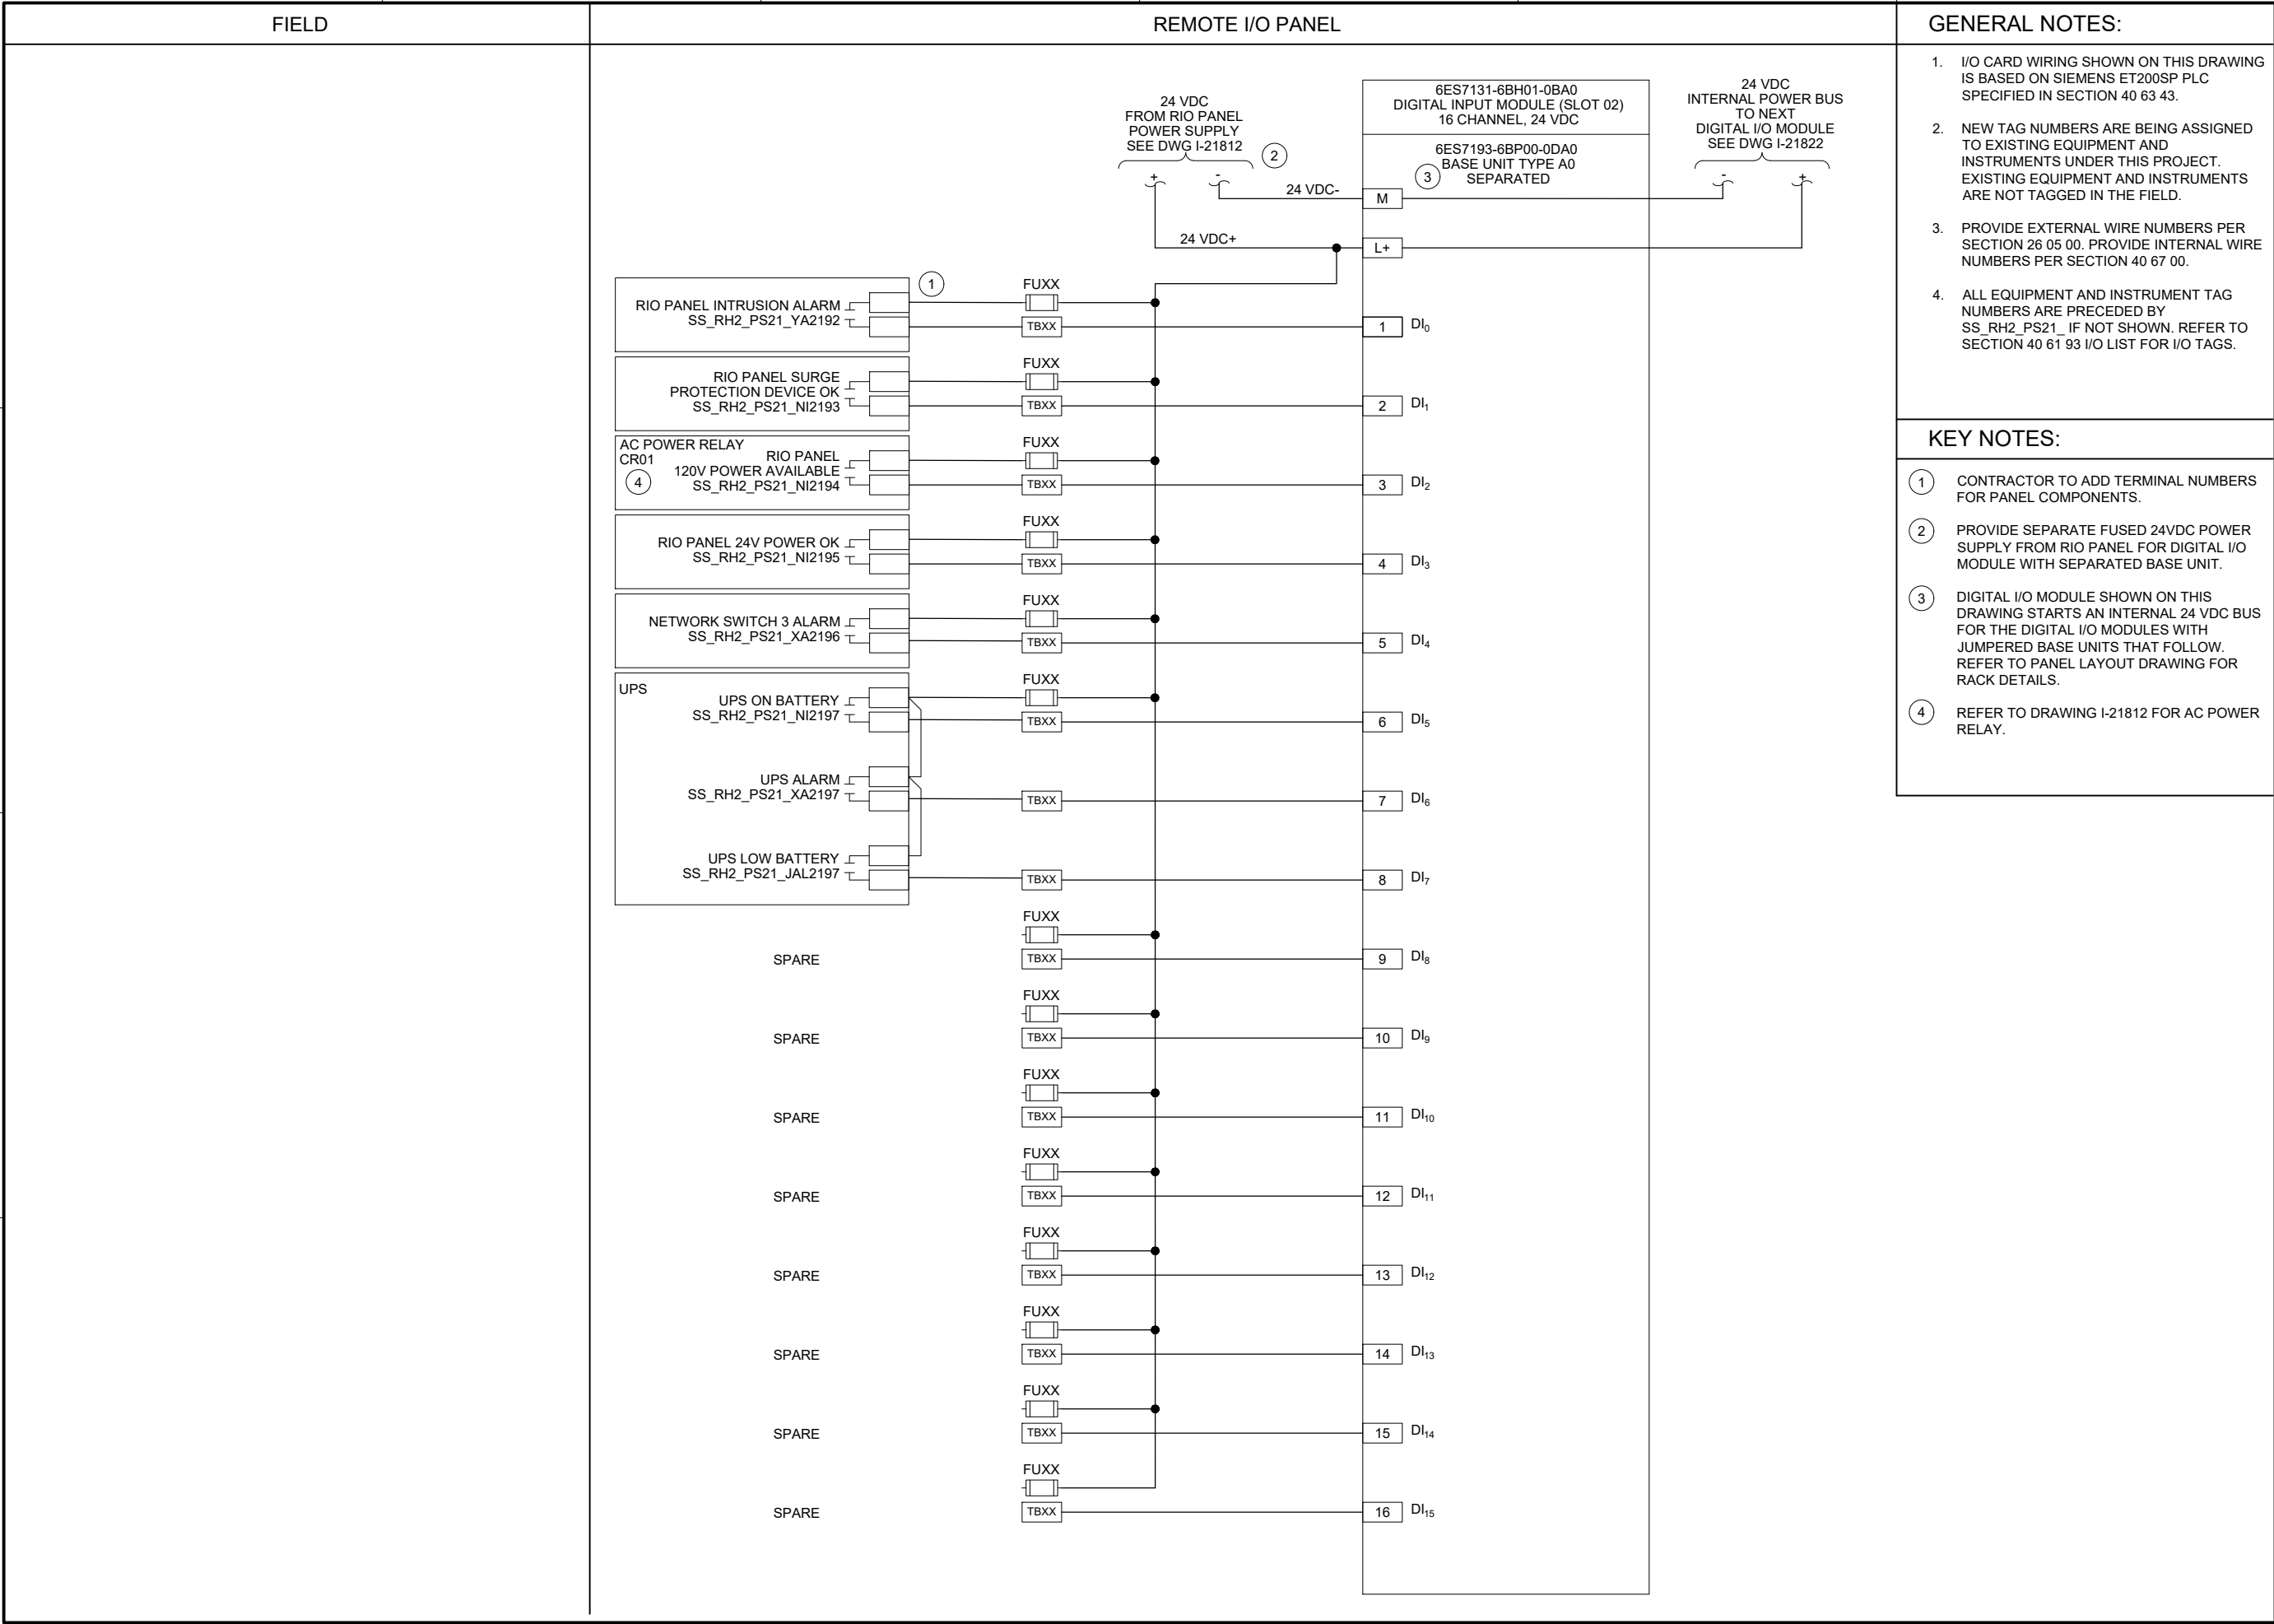 FIELD
REMOTE I/O PANEL
24 VDC
FROM RIO PANEL
POWER SUPPLY
SEE DWG I-21812
2
+
-
24 VDC-
24 VDC+
6ES7131-6BH01-0BA0
DIGITAL INPUT MODULE (SLOT 02)
16 CHANNEL, 24 VDC
6ES7193-6BP00-0DA0
BASE UNIT TYPE A0
SEPARATED
3
M
L+
24 VDC
INTERNAL POWER BUS
TO NEXT
DIGITAL I/O MODULE
SEE DWG I-21822
-
+
1
RIO PANEL INTRUSION ALARM
SS_RH2_PS21_YA2192
FUXX
TBXX
1 DI0
RIO PANEL SURGE
PROTECTION DEVICE OK
SS_RH2_PS21_NI2193
FUXX
TBXX
2 DI1
AC POWER RELAY
CR01
4
RIO PANEL
120V POWER AVAILABLE
SS_RH2_PS21_NI2194
FUXX
TBXX
3 DI2
RIO PANEL 24V POWER OK
SS_RH2_PS21_NI2195
FUXX
TBXX
4 DI3
NETWORK SWITCH 3 ALARM
SS_RH2_PS21_XA2196
FUXX
TBXX
5 DI4
UPS
UPS ON BATTERY
SS_RH2_PS21_NI2197
FUXX
TBXX
6 DI5
UPS ALARM
SS_RH2_PS21_XA2197
TBXX
7 DI6
UPS LOW BATTERY
SS_RH2_PS21_JAL2197
TBXX
8 DI7
FUXX
SPARE
TBXX
9 DI8
FUXX
SPARE
TBXX
10 DI9
FUXX
SPARE
TBXX
11 DI10
FUXX
SPARE
TBXX
12 DI11
FUXX
SPARE
TBXX
13 DI12
FUXX
SPARE
TBXX
14 DI13
FUXX
SPARE
TBXX
15 DI14
FUXX
SPARE
TBXX
16 DI15
GENERAL NOTES:
1. I/O CARD WIRING SHOWN ON THIS DRAWING
IS BASED ON SIEMENS ET200SP PLC
SPECIFIED IN SECTION 40 63 43.
2. NEW TAG NUMBERS ARE BEING ASSIGNED
TO EXISTING EQUIPMENT AND
INSTRUMENTS UNDER THIS PROJECT.
EXISTING EQUIPMENT AND INSTRUMENTS
ARE NOT TAGGED IN THE FIELD.
3. PROVIDE EXTERNAL WIRE NUMBERS PER
SECTION 26 05 00. PROVIDE INTERNAL WIRE
NUMBERS PER SECTION 40 67 00.
4. ALL EQUIPMENT AND INSTRUMENT TAG
NUMBERS ARE PRECEDED BY
SS_RH2_PS21_ IF NOT SHOWN. REFER TO
SECTION 40 61 93 I/O LIST FOR I/O TAGS.
KEY NOTES:
1 CONTRACTOR TO ADD TERMINAL NUMBERS
FOR PANEL COMPONENTS.
2 PROVIDE SEPARATE FUSED 24VDC POWER
SUPPLY FROM RIO PANEL FOR DIGITAL I/O
MODULE WITH SEPARATED BASE UNIT.
3 DIGITAL I/O MODULE SHOWN ON THIS
DRAWING STARTS AN INTERNAL 24 VDC BUS
FOR THE DIGITAL I/O MODULES WITH
JUMPERED BASE UNITS THAT FOLLOW.
REFER TO PANEL LAYOUT DRAWING FOR
RACK DETAILS.
4 REFER TO DRAWING I-21812 FOR AC POWER
RELAY.